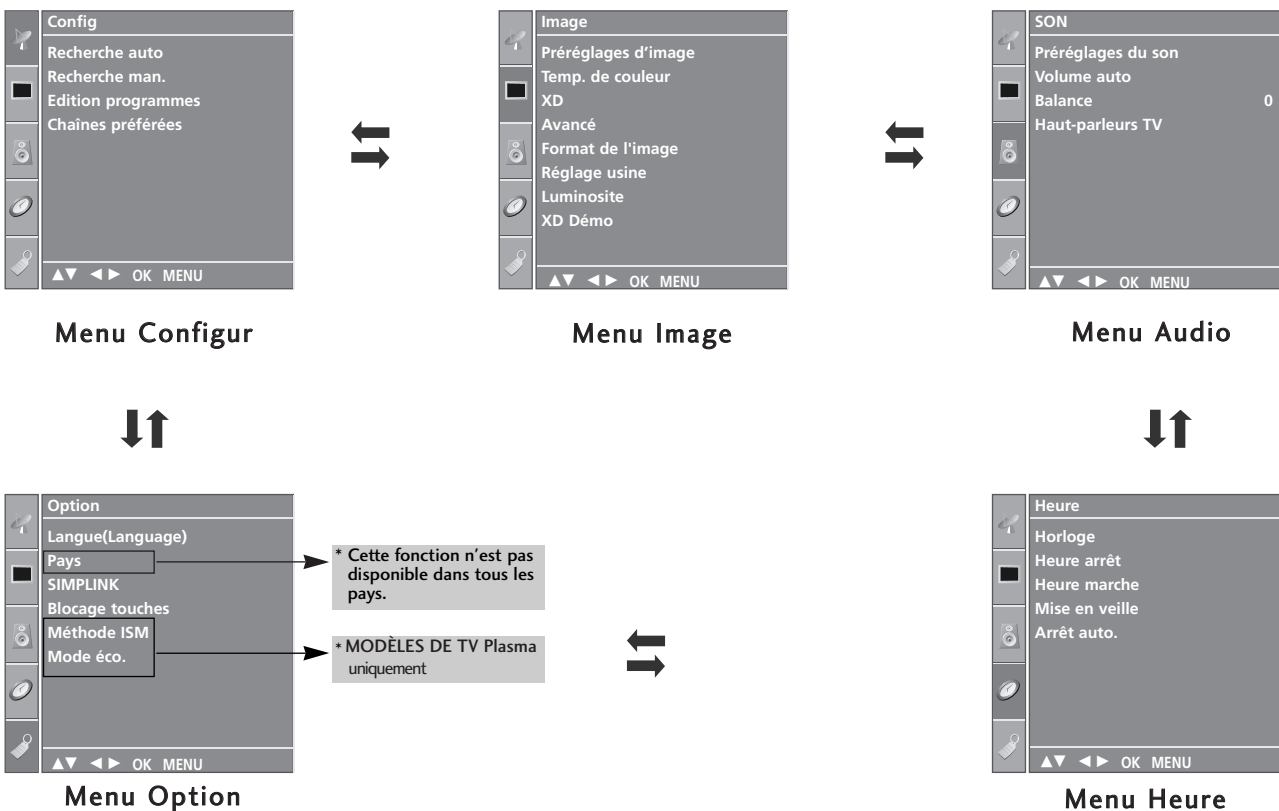 Config
Recherche auto
Recherche man.
Edition programmes
Chaînes préférées
▲▼ ◄► OK MENU
Menu Configur
Image
Préréglages d'image
Temp. de couleur
XD
Avancé
Format de l'image
Réglage usine
Luminosite
XD Démo
▲▼ ◄► OK MENU
Menu Image
SON
Préréglages du son
Volume auto
Balance 0
Haut-parleurs TV
▲▼ ◄► OK MENU
Menu Audio
Option
Langue(Language)
Pays
SIMPLINK
Blocage touches
Méthode ISM
Mode éco.
▲▼ ◄► OK MENU
Menu Option
* Cette fonction n'est pas
disponible dans tous les
pays.
* MODÈLES DE TV Plasma
uniquement
Heure
Horloge
Heure arrêt
Heure marche
Mise en veille
Arrêt auto.
▲▼ ◄► OK MENU
Menu Heure